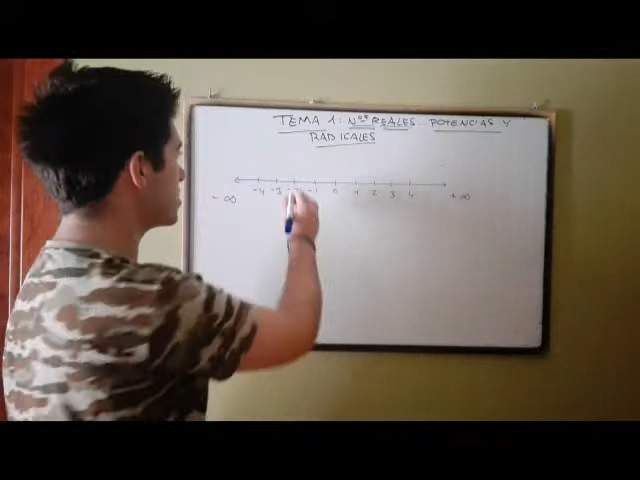 TEMA 1: Nºˢ REALES. POTENCIAS Y
RADICALES
-4 -3 -2 -1 0 1 2 3 4
- ∞ + ∞